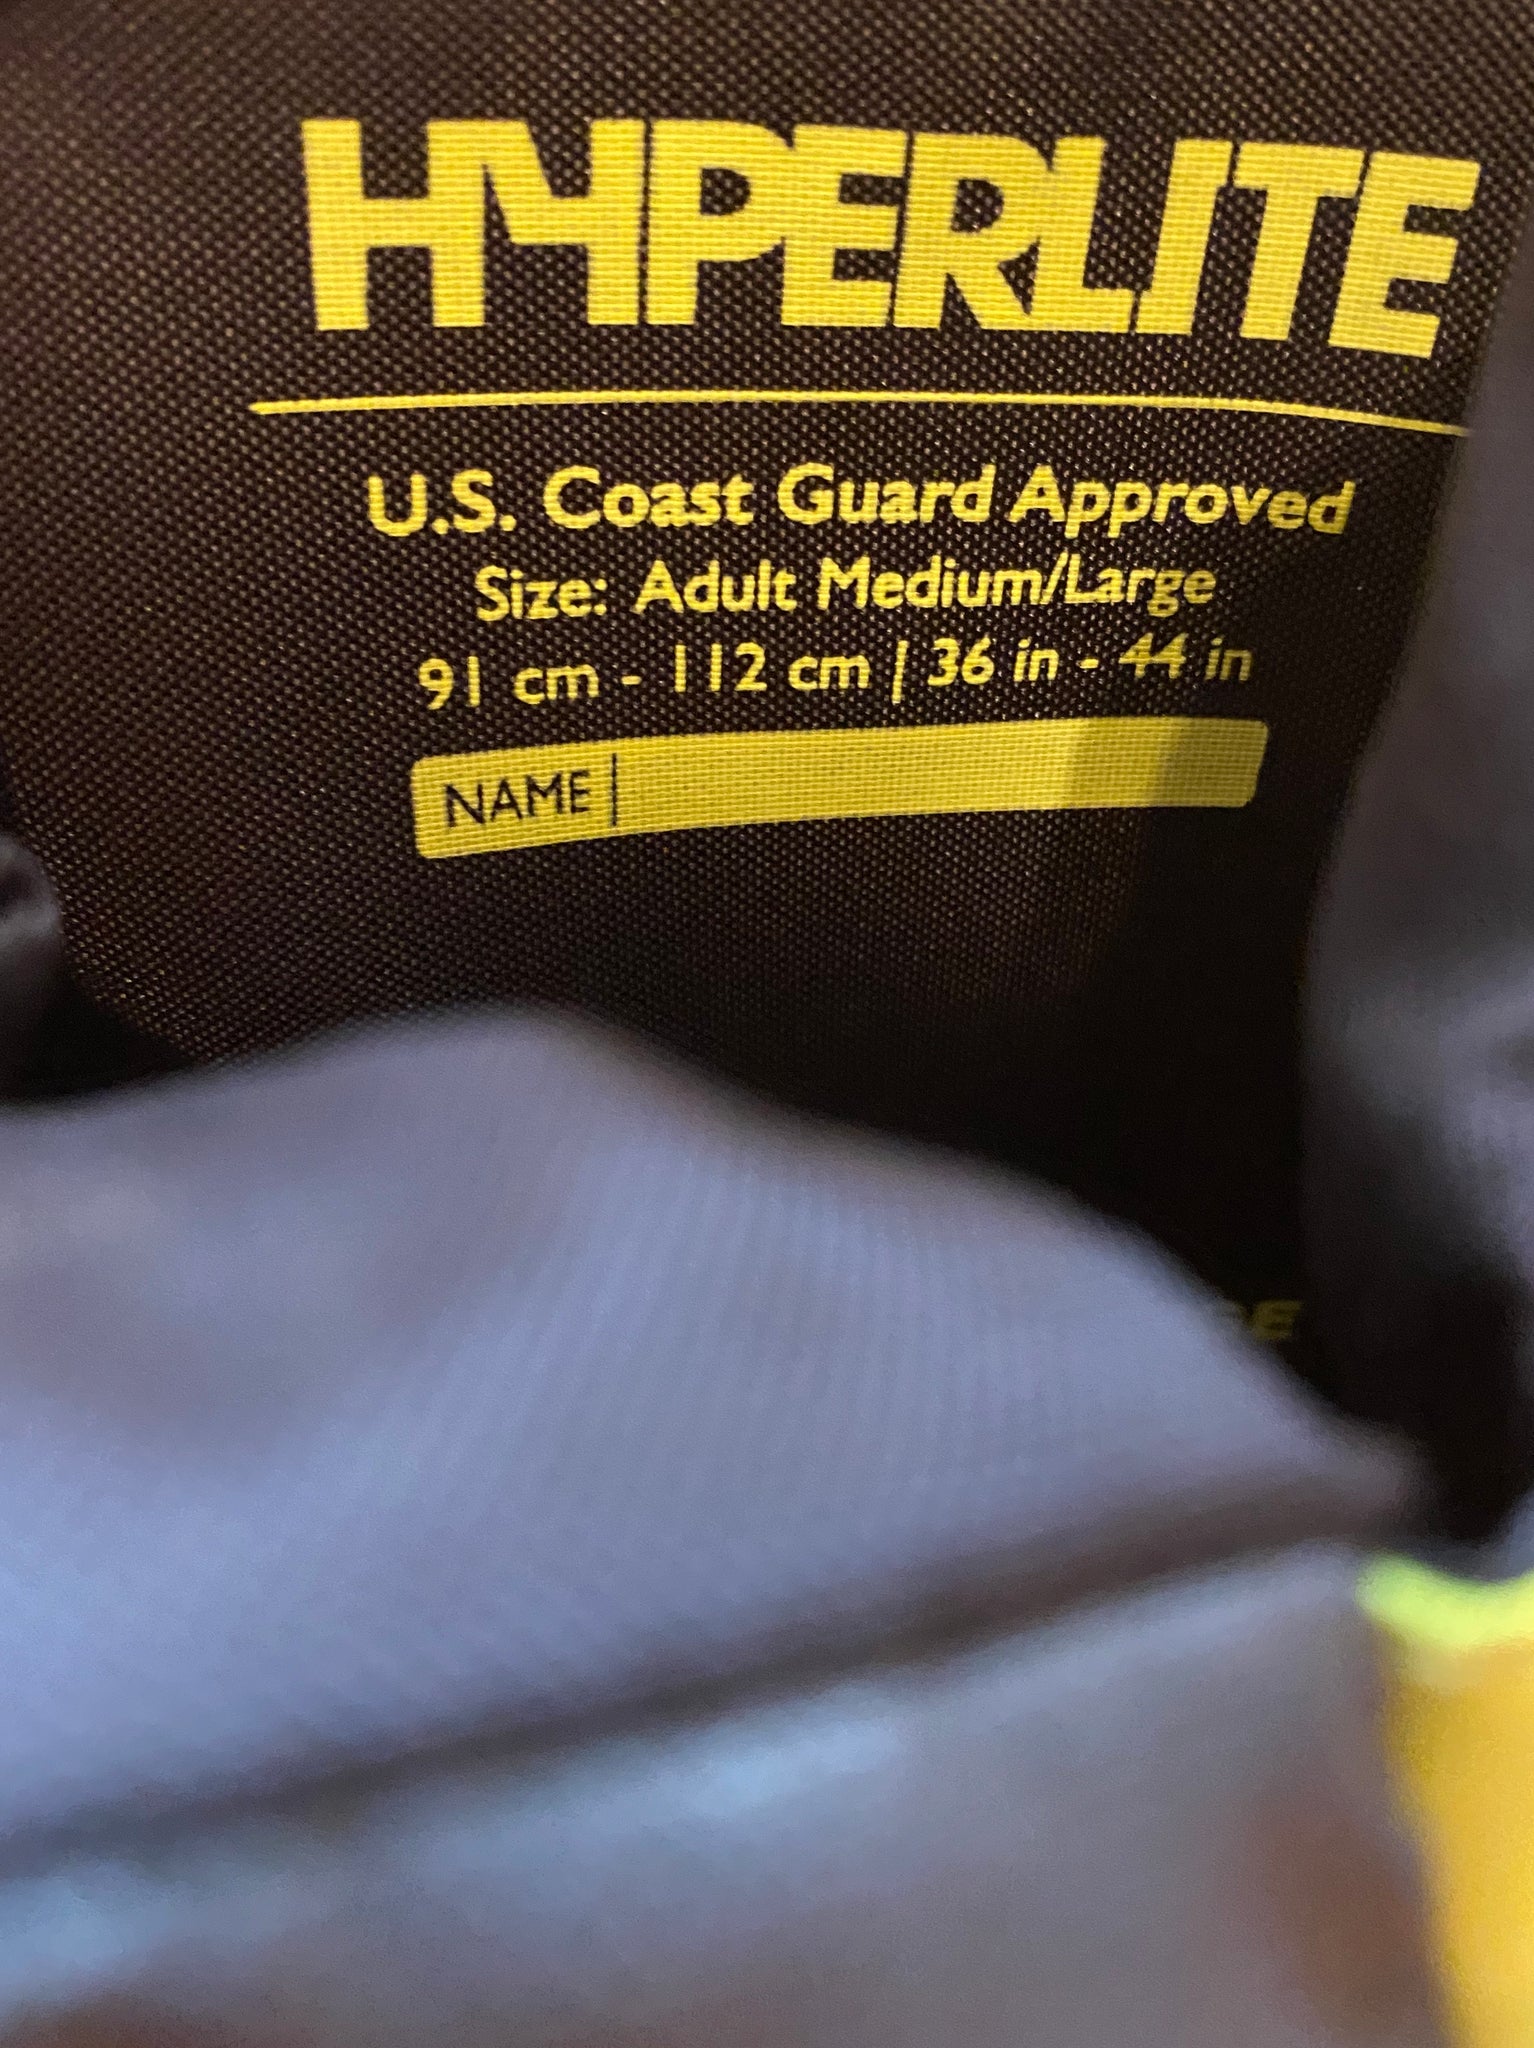 HYPERLITE
U.S. Coast Guard Approved
Size: Adult Medium/Large
91 cm - 112 cm | 36 in - 44 in
NAME |